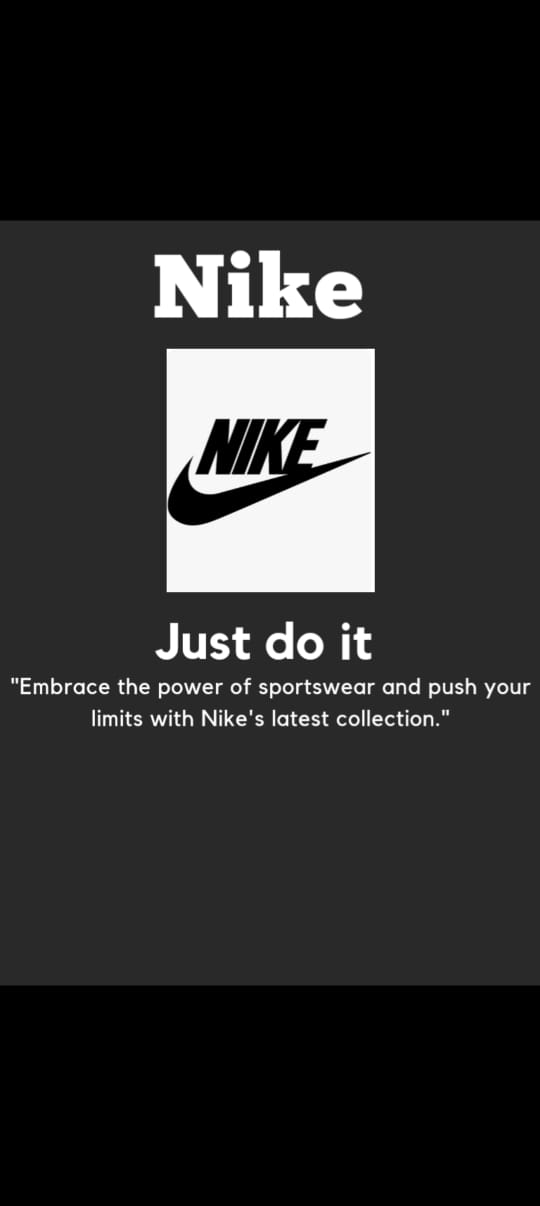 Nike
NIKE
Just do it
"Embrace the power of sportswear and push your
limits with Nike's latest collection."